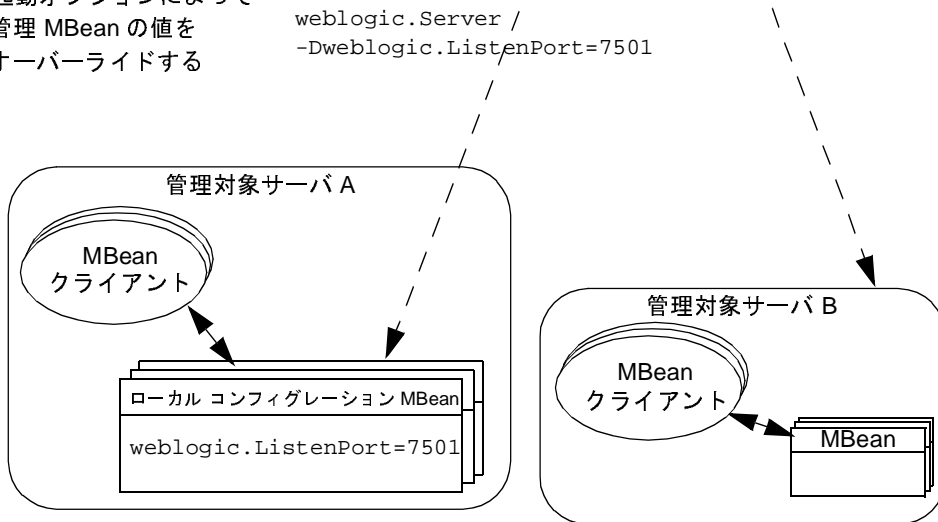 起動オプションによって
管理 MBean の値を
オーバーライドする
weblogic.Server
-Dweblogic.ListenPort=7501
管理対象サーバ A
MBean
クライアント
ローカル コンフィグレーション MBean
weblogic.ListenPort=7501
管理対象サーバ B
MBean
クライアント
MBean